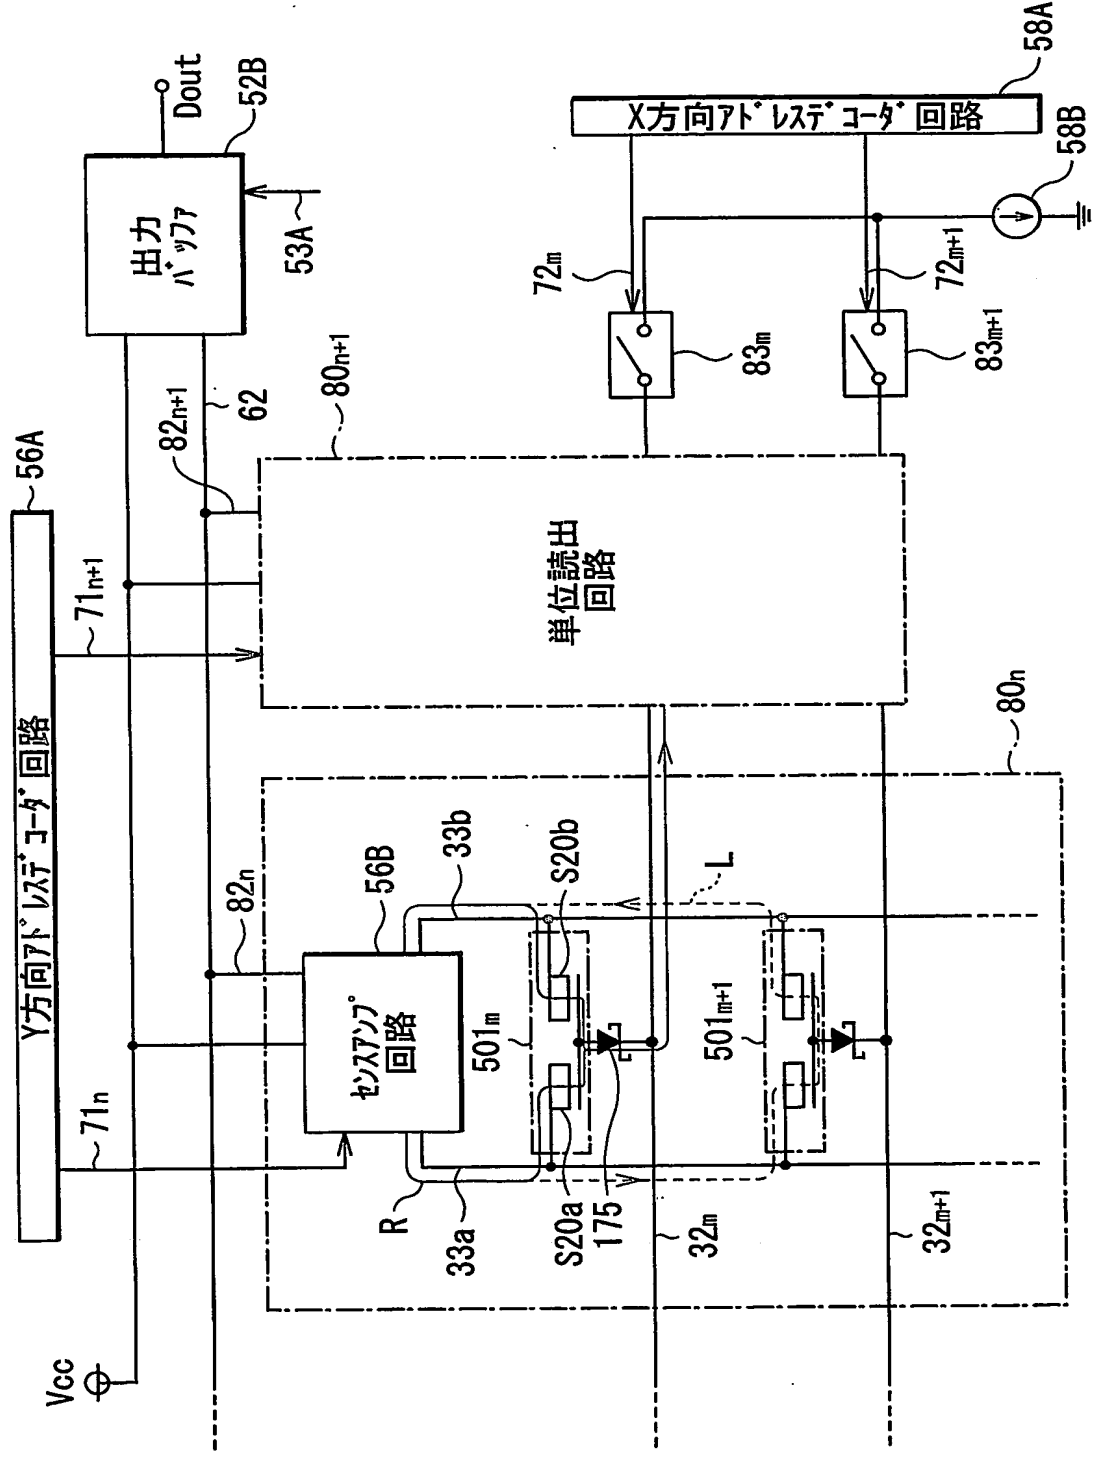 Vcc
Y方向アドレスデコーダ回路
56A
71n
71n+1
出力
バッファ
Dout
52B
53A
62
82n
82n+1
80n+1
センスアンプ
回路
56B
R
33a
33b
501m
S20a
S20b
175
32m
L
501m+1
32m+1
80n
単位読出
回路
72m
72m+1
83m
83m+1
X方向アドレスデコーダ回路
58A
58B